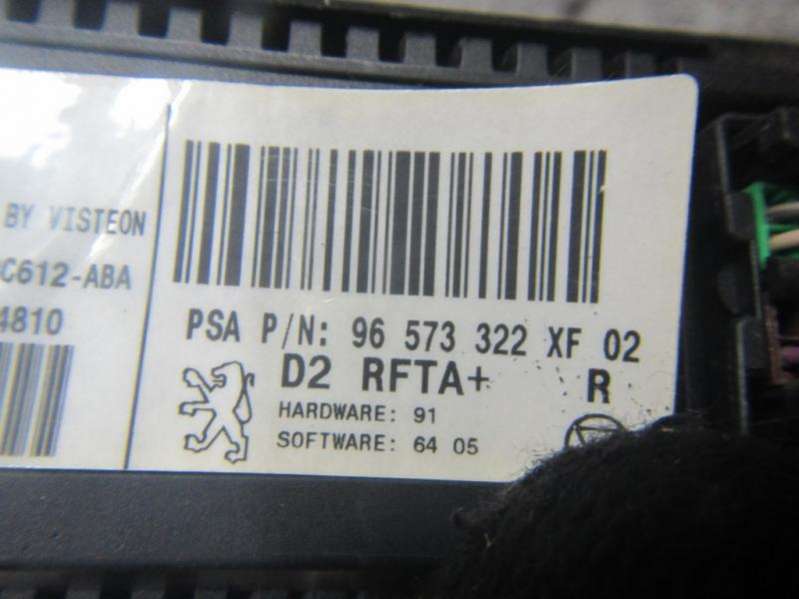 BY VISTEON
C612-ABA
4810
PSA P/N: 96 573 322 XF 02
D2 RFTA+ R
HARDWARE: 91
SOFTWARE: 64 05